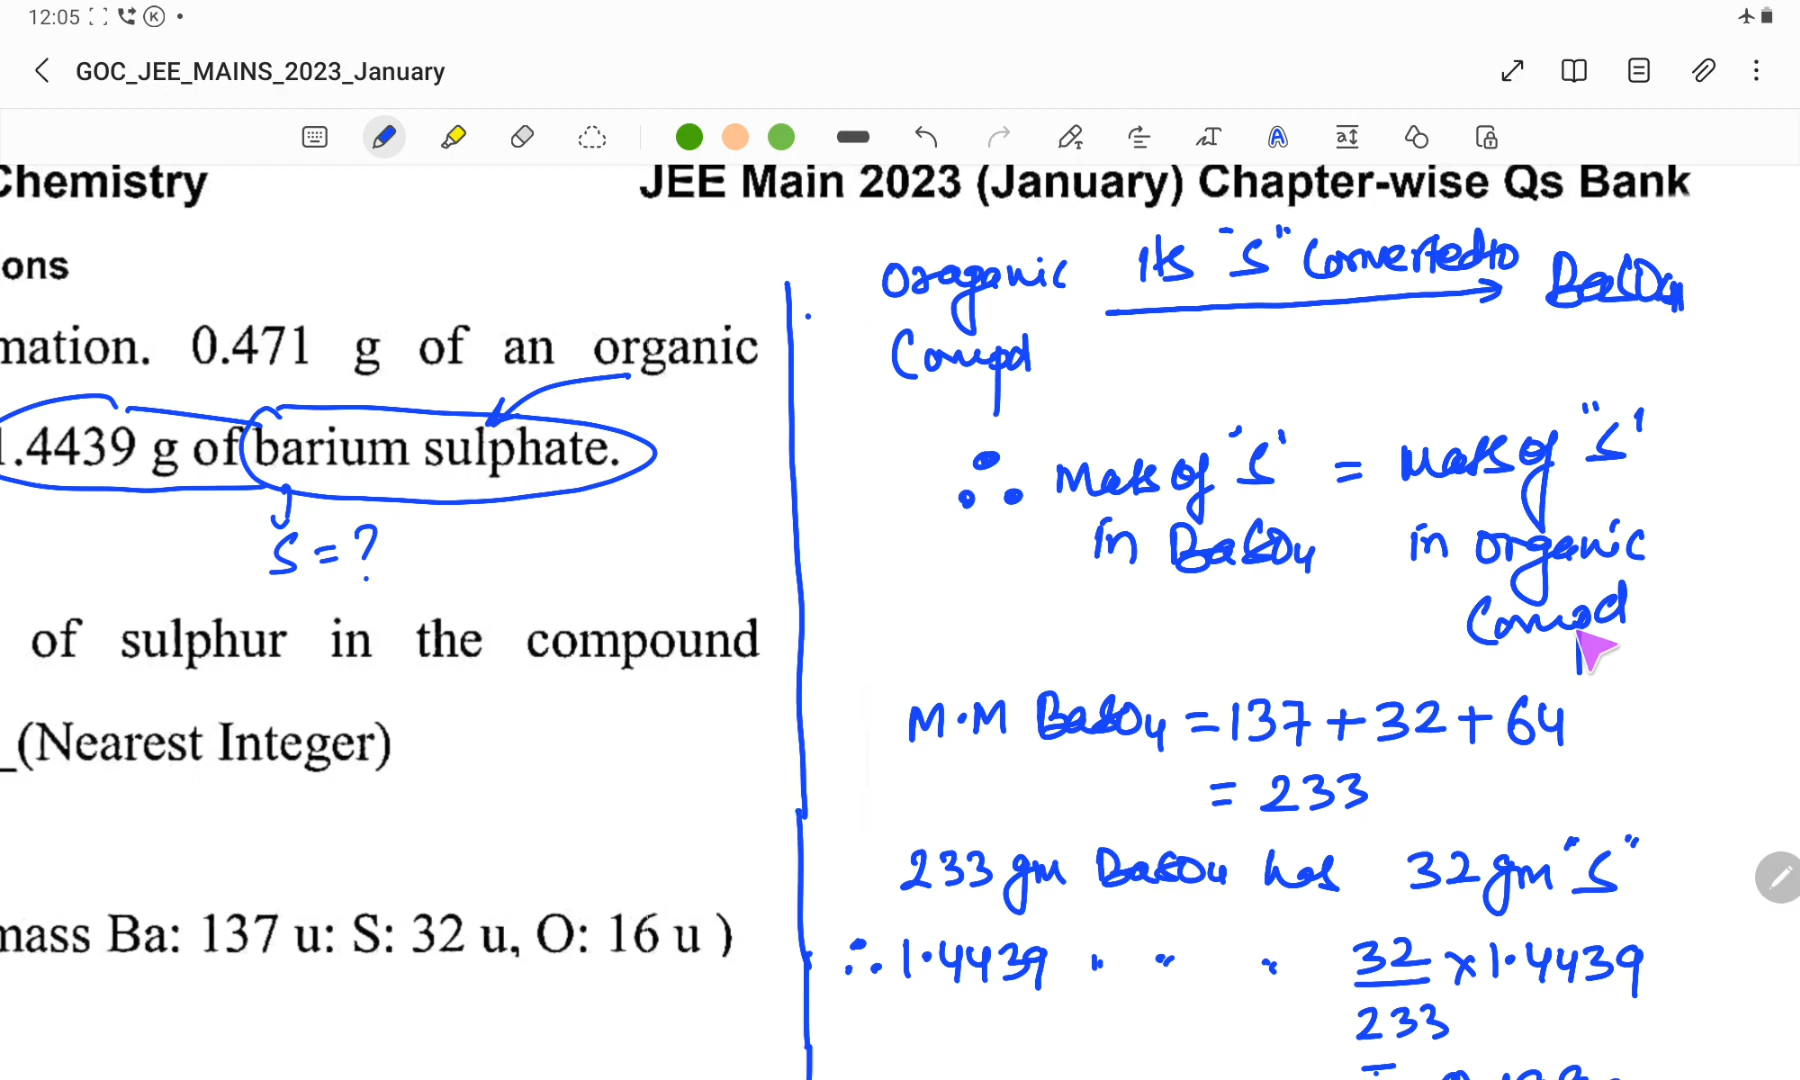 12:05
GOC_JEE_MAINS_2023_January
Chemistry
JEE Main 2023 (January) Chapter-wise Qs Bank
ons
mation. 0.471 g of an organic
1.4439 g of barium sulphate.
S = ?
of sulphur in the compound
_(Nearest Integer)
mass Ba: 137 u: S: 32 u, O: 16 u )
Organic Its "S" Converted to BaSO4
Compd
∴ Mass of "S" = Mass of "S"
in BaSO4 in organic
Compd
M.M BaSO4 = 137 + 32 + 64
= 233
233 gm BaSO4 has 32 gm "S"
∴ 1.4439 " " " 32 × 1.4439
233